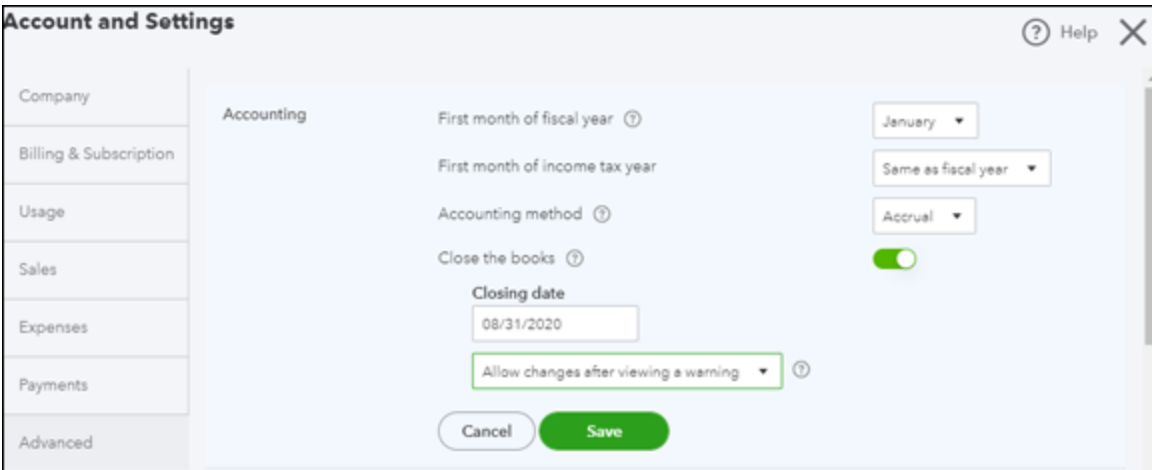 Account and Settings
? Help
Company
Billing & Subscription
Usage
Sales
Expenses
Payments
Advanced
Accounting
First month of fiscal year ?
January
First month of income tax year
Same as fiscal year
Accounting method ?
Accrual
Close the books ?
Closing date
08/31/2020
Allow changes after viewing a warning ?
Cancel Save